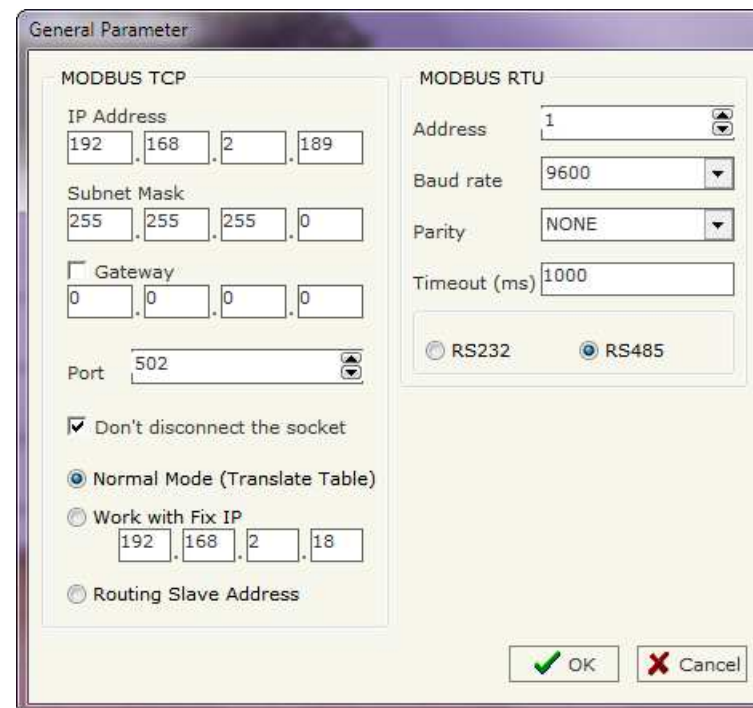 General Parameter
MODBUS TCP
IP Address
192 . 168 . 2 . 189
Subnet Mask
255 . 255 . 255 . 0
Gateway
0 . 0 . 0 . 0
Port 502
Don't disconnect the socket
Normal Mode (Translate Table)
Work with Fix IP
192 . 168 . 2 . 18
Routing Slave Address
MODBUS RTU
Address 1
Baud rate 9600
Parity NONE
Timeout (ms) 1000
RS232 RS485
OK Cancel